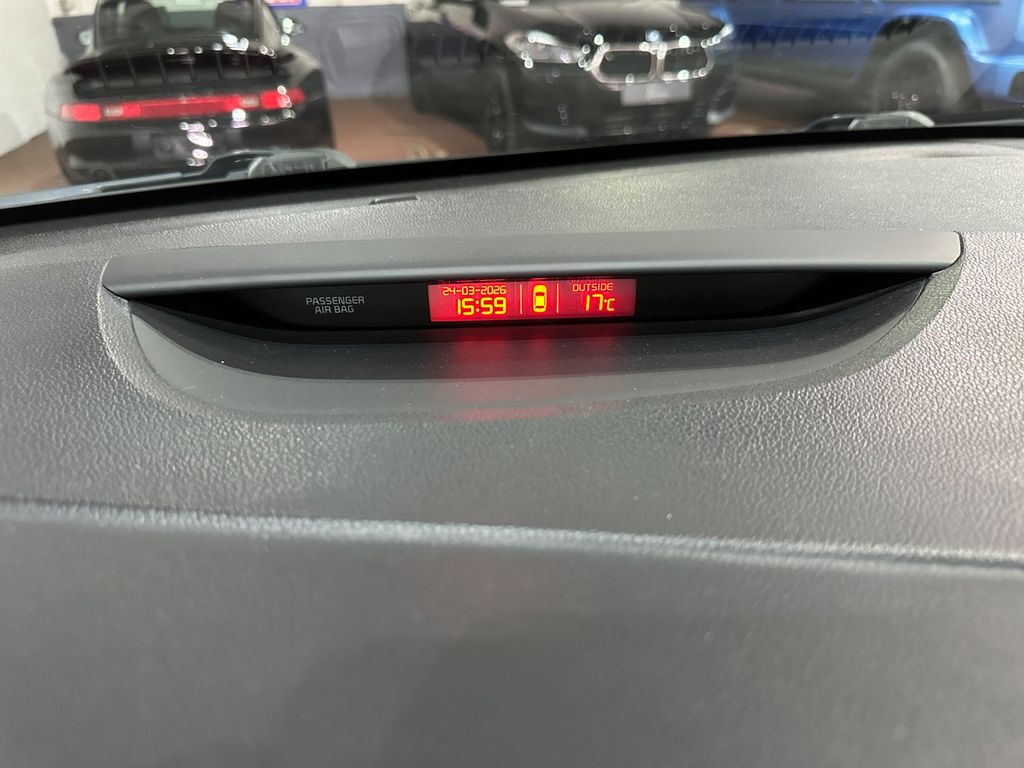 PASSENGER
AIR BAG
24-03-2026
15:59
OUTSIDE
17°C